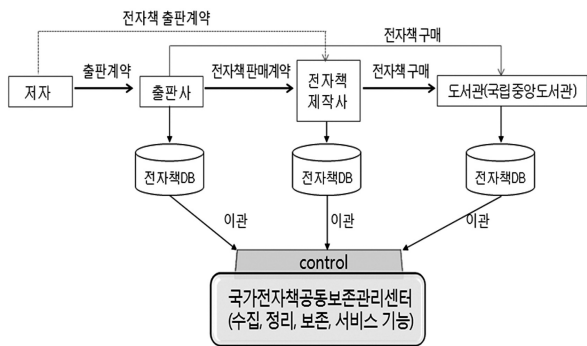 전자책 출판계약
전자책구매
출판계약
전자책판매계약
전자책구매
저자
출판사
전자책
제작사
도서관(국립중앙도서관)
전자책DB
전자책DB
전자책DB
이관
이관
이관
control
국가전자책공동보존관리센터
(수집, 정리, 보존, 서비스 기능)